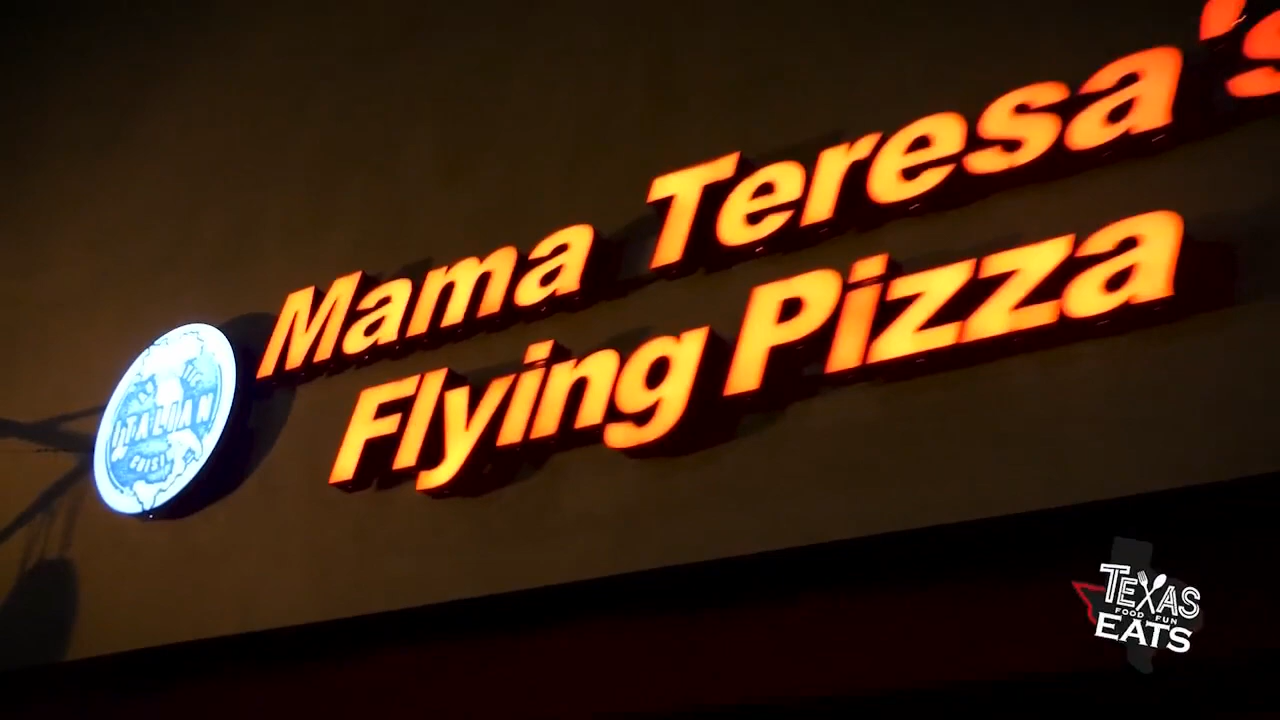 Mama Teresa's
Flying Pizza
ITALIAN
TEXAS
FOOD FUN
EATS